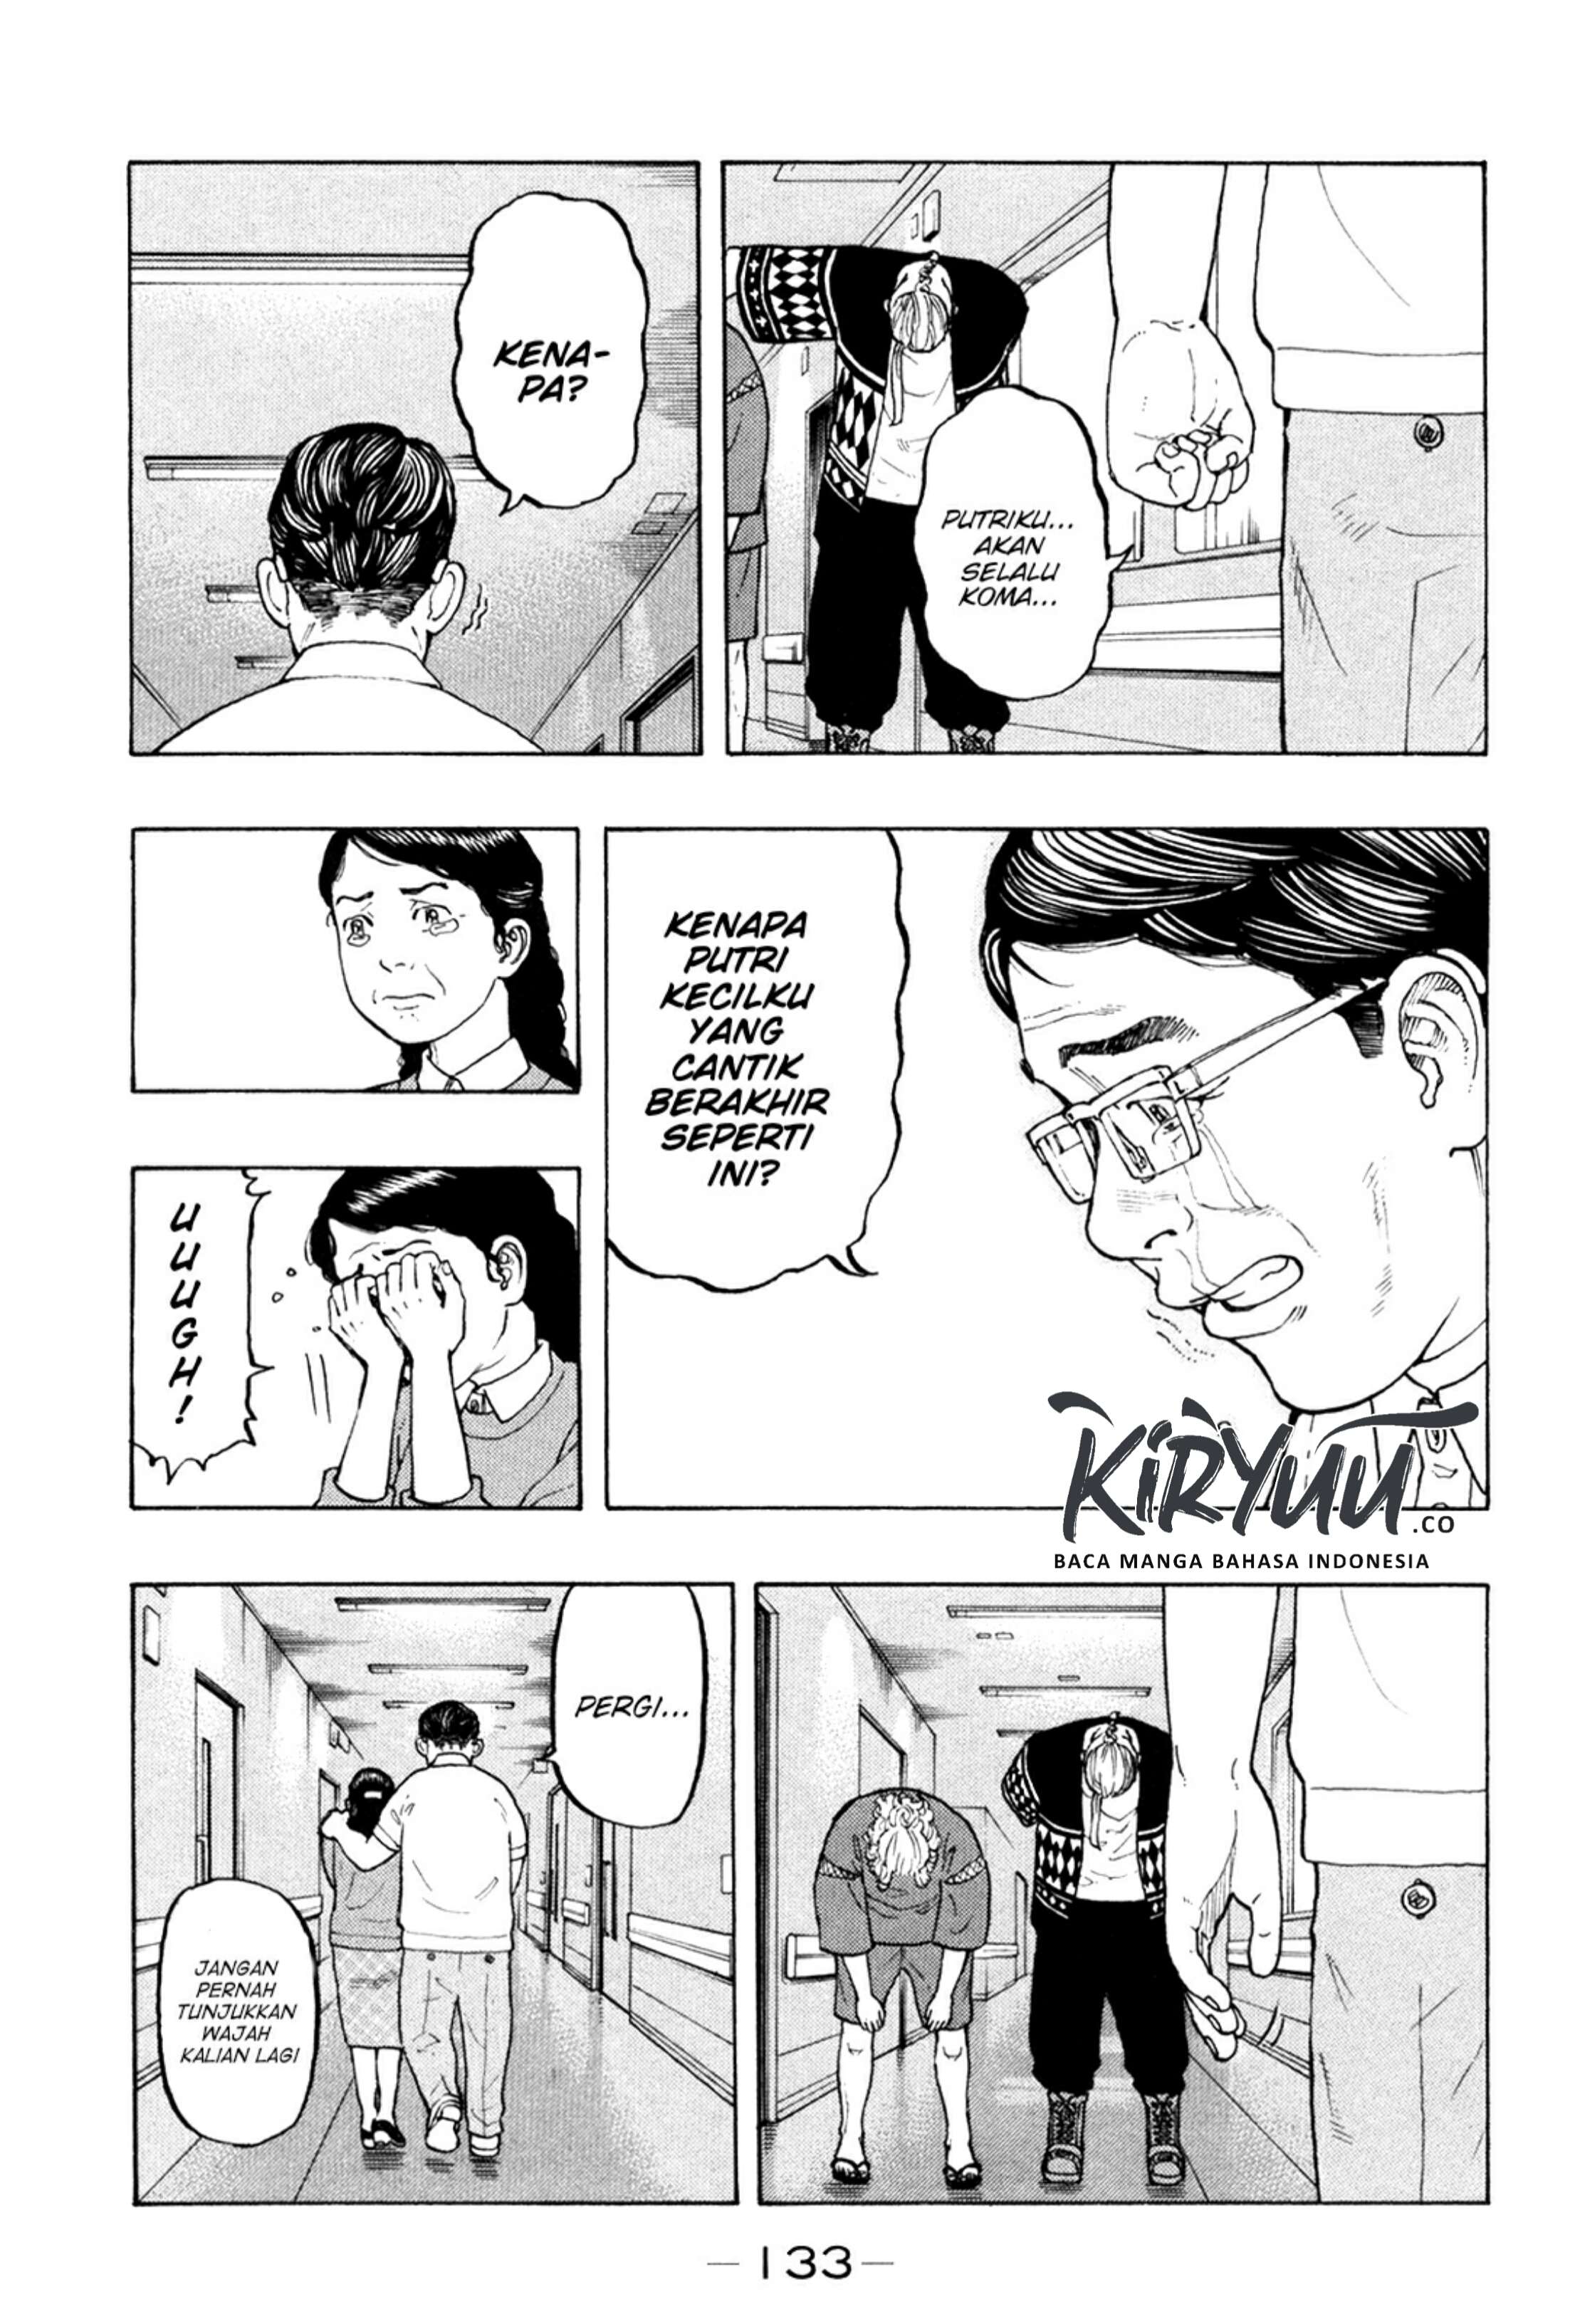 PUTRIKU...
AKAN
SELALU
KOMA...
KENA-
PA?
KENAPA
PUTRI
KECILKU
YANG
CANTIK
BERAKHIR
SEPERTI
INI?
UUUGH!
KIRYUU.CO
BACA MANGA BAHASA INDONESIA
PERGI...
JANGAN
PERNAH
TUNJUKKAN
WAJAH
KALIAN LAGI
— 133 —